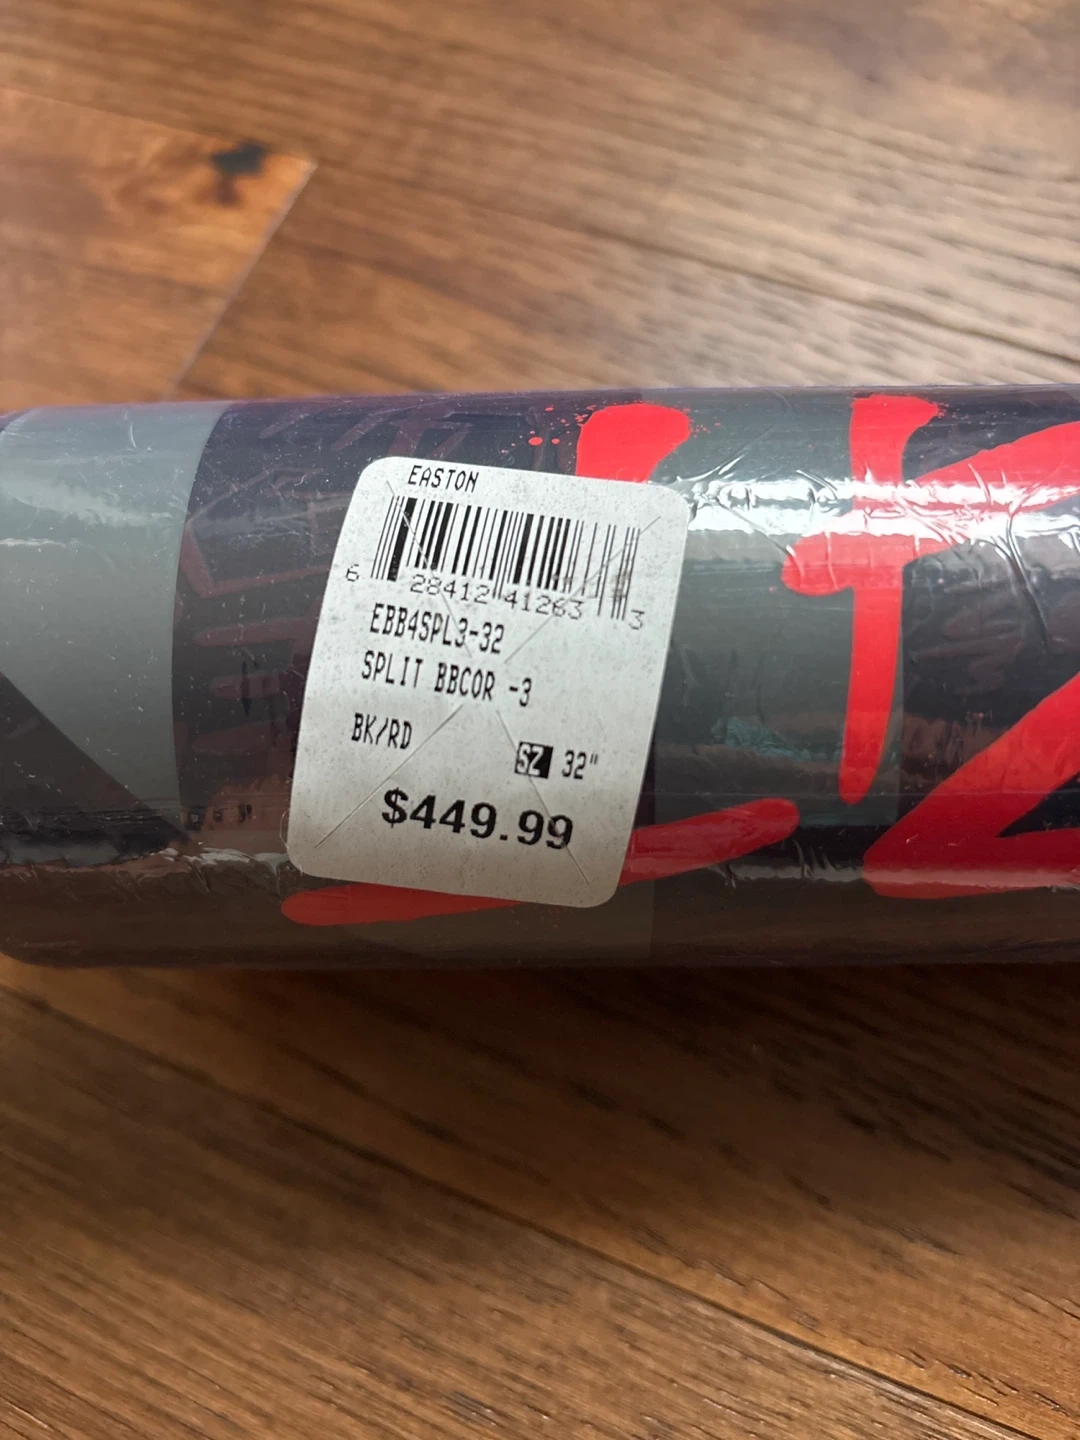 EASTON
6 28412 41263 3
EBB4SPL3-32
SPLIT BBCOR -3
BK/RD
SZ 32"
$449.99